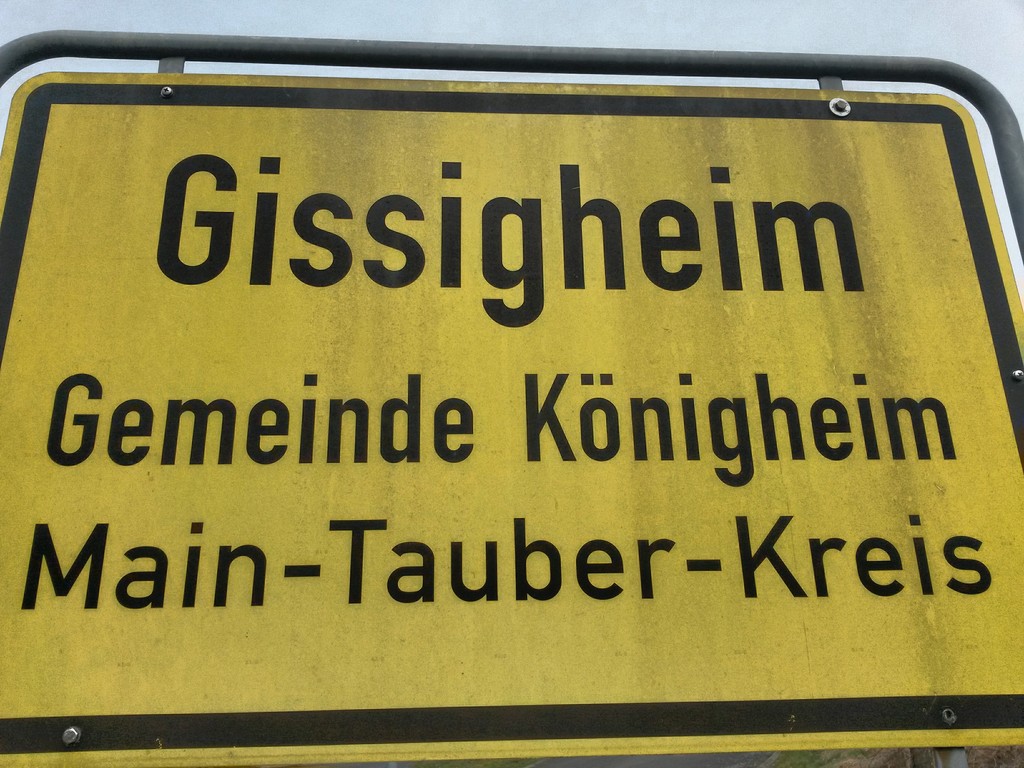 Gissigheim
Gemeinde Königheim
Main-Tauber-Kreis